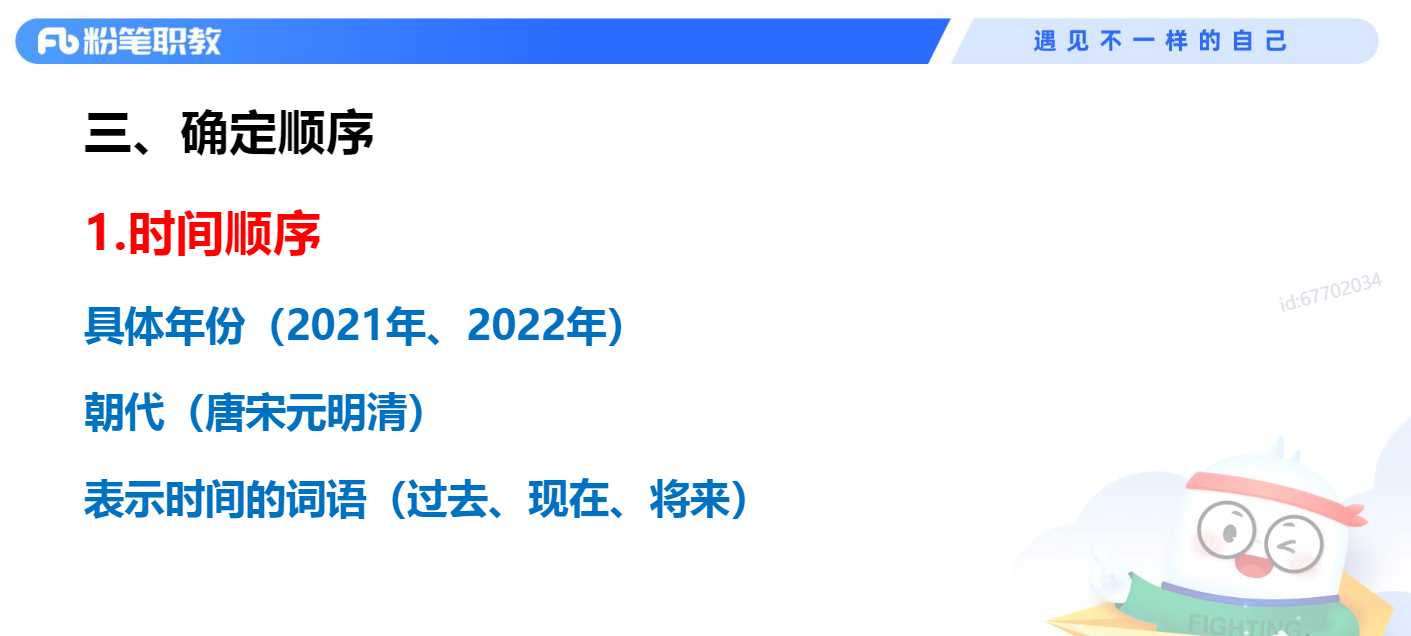 粉笔职教
遇见不一样的自己
三、确定顺序
1.时间顺序
id:67702034
具体年份（2021年、2022年）
朝代（唐宋元明清）
表示时间的词语（过去、现在、将来）
FIGHTING.